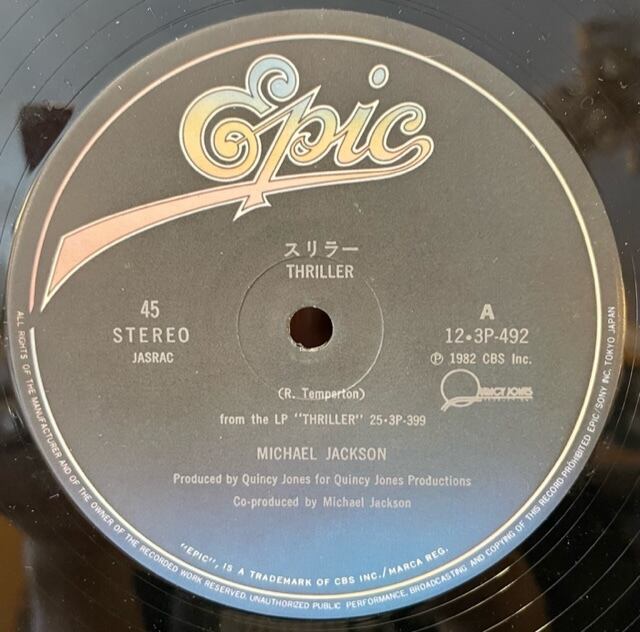 Epic
スリラー
THRILLER
45
STEREO
JASRAC
A
12•3P-492
Ⓟ 1982 CBS Inc.
QUINCY JONES
(R. Temperton)
from the LP "THRILLER" 25•3P-399
MICHAEL JACKSON
Produced by Quincy Jones for Quincy Jones Productions
Co-produced by Michael Jackson
"EPIC", IS A TRADEMARK OF CBS INC./MARCA REG.
ALL RIGHTS OF THE MANUFACTURER AND OF THE OWNER OF THE RECORDED WORK RESERVED. UNAUTHORIZED PUBLIC PERFORMANCE, BROADCASTING AND COPYING OF THIS RECORD PROHIBITED EPIC/SONY INC. TOKYO JAPAN